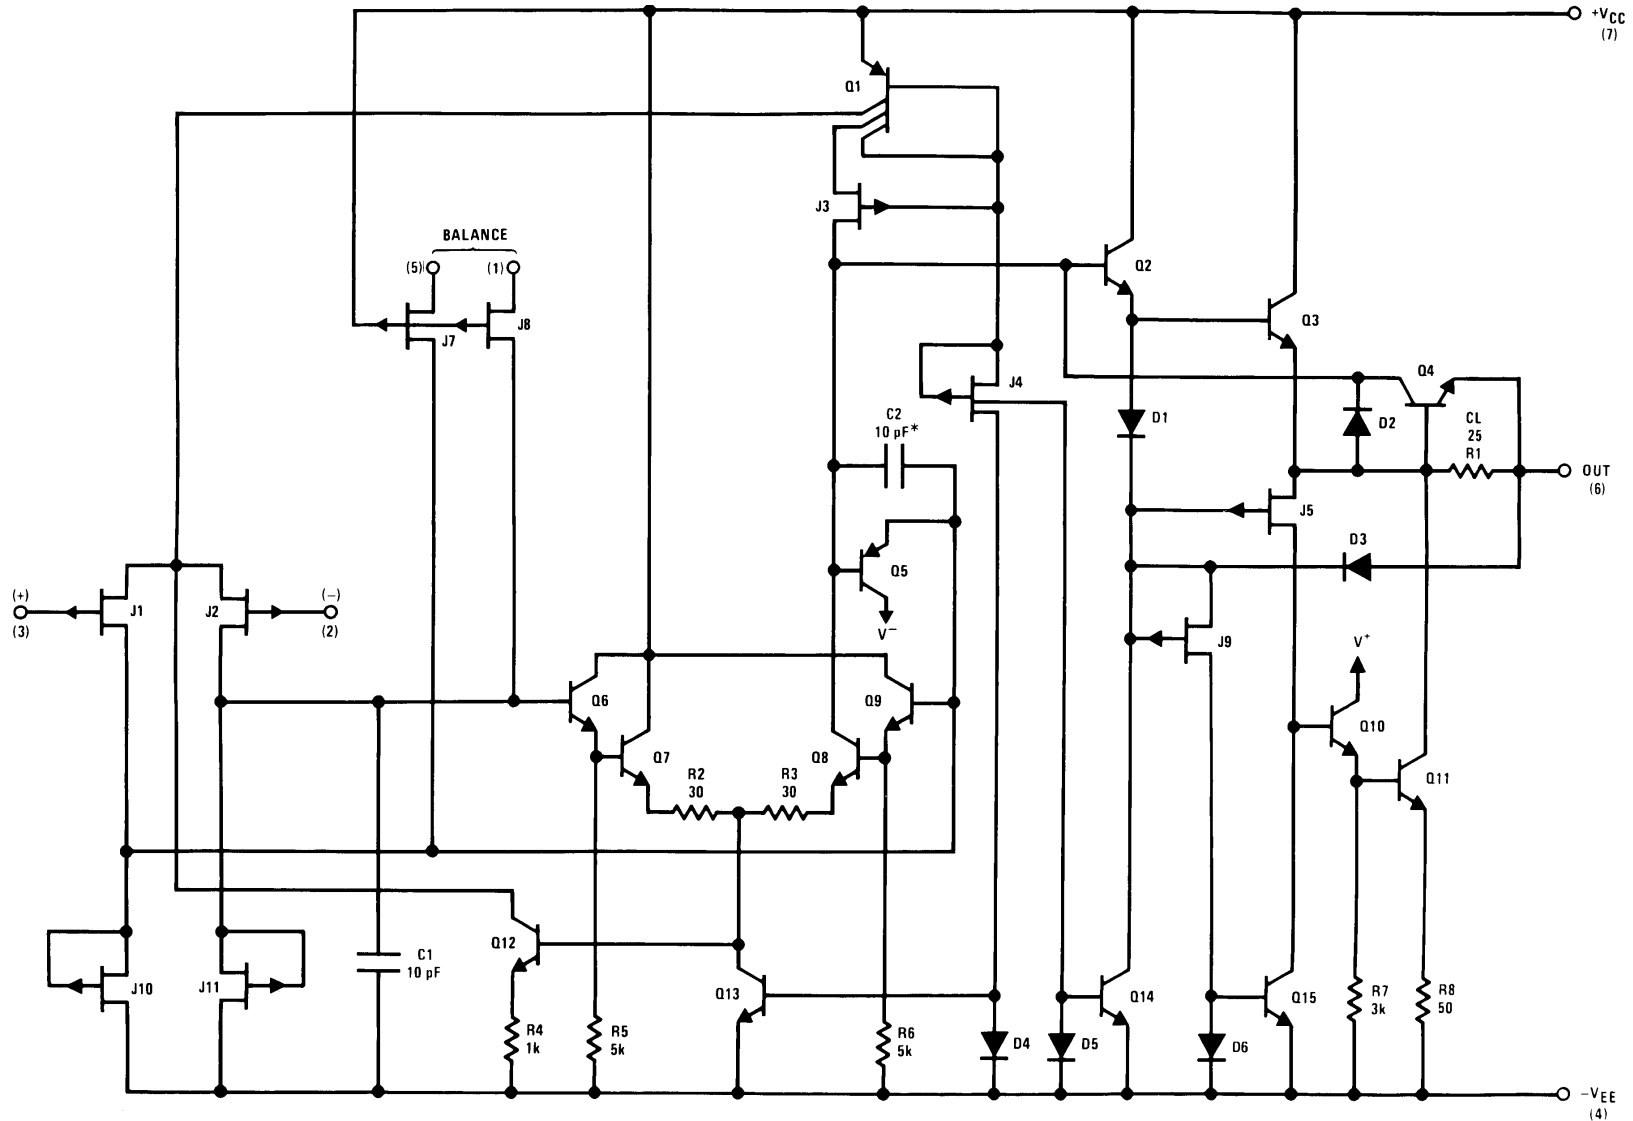 +VCC
(7)
Q1
J3
BALANCE
(5) (1)
J7
J8
Q2
Q3
J4
Q4
C2
10 pF*
D1
D2
CL
25
R1
OUT
(6)
J5
D3
Q5
V−
(+)
(3)
J1
J2
(−)
(2)
J9
V+
Q6
Q9
Q7
Q8
Q10
R2
30
R3
30
Q11
Q12
C1
10 pF
J10
J11
Q13
Q14
Q15
R4
1k
R5
5k
R6
5k
D4
D5
D6
R7
3k
R8
50
−VEE
(4)